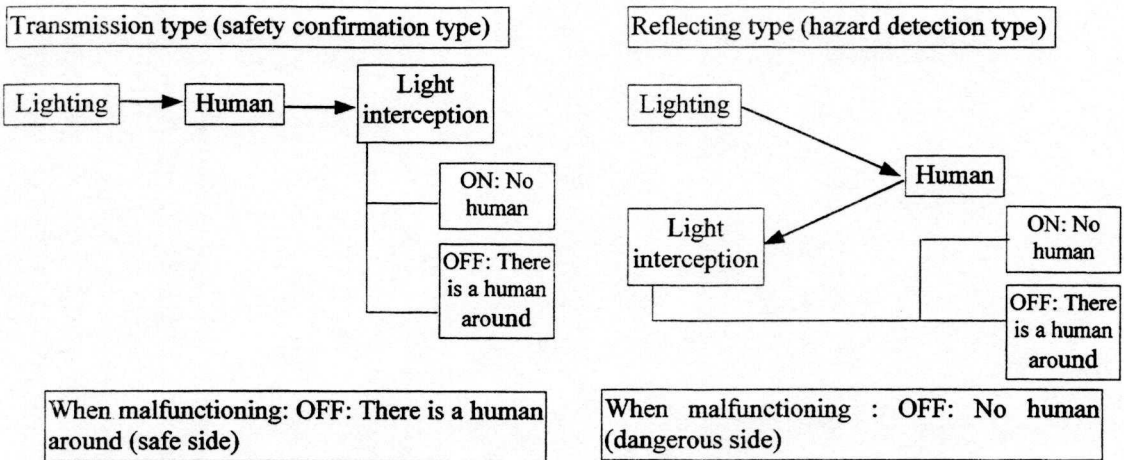 Transmission type (safety confirmation type)
Lighting
Human
Light
interception
ON: No
human
OFF: There
is a human
around
When malfunctioning: OFF: There is a human
around (safe side)
Reflecting type (hazard detection type)
Lighting
Human
Light
interception
ON: No
human
OFF: There
is a human
around
When malfunctioning : OFF: No human
(dangerous side)